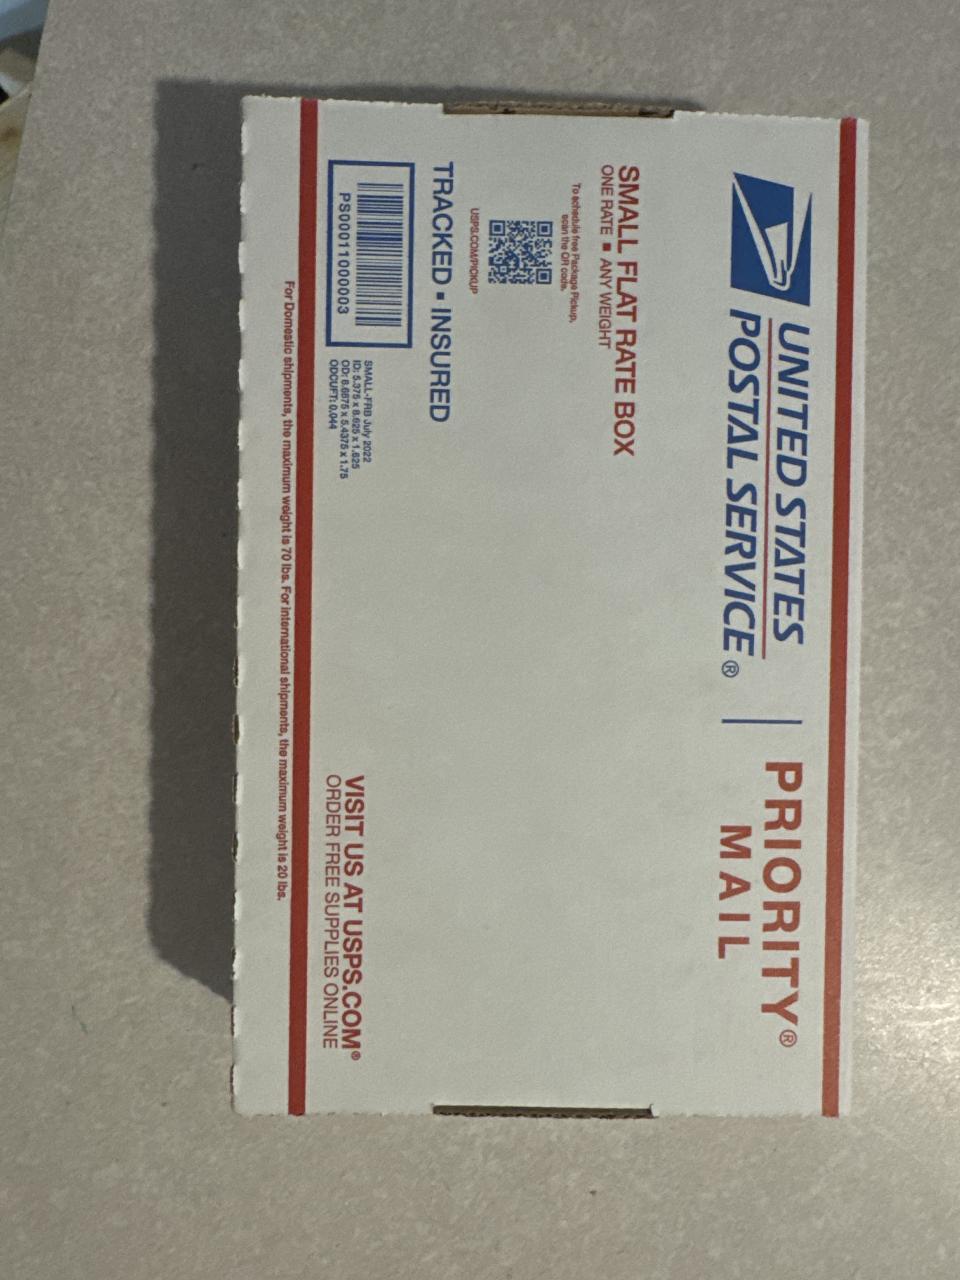 UNITED STATES
POSTAL SERVICE®
PRIORITY®
MAIL
SMALL FLAT RATE BOX
ONE RATE ■ ANY WEIGHT
To schedule free Package Pickup,
scan the QR code.
USPS.COM/PICKUP
TRACKED ■ INSURED
PS00011000003
SMALL-FRB July 2022
ID: 5.375 x 8.625 x 1.625
OD: 8.6875 x 5.4375 x 1.75
ODCUFT: 0.044
VISIT US AT USPS.COM®
ORDER FREE SUPPLIES ONLINE
For Domestic shipments, the maximum weight is 70 lbs. For international shipments, the maximum weight is 20 lbs.